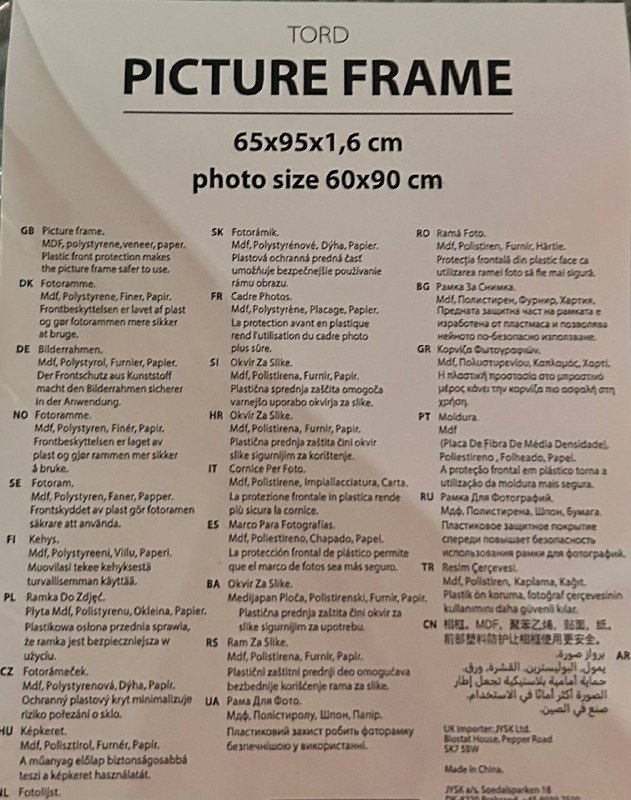 TORD
PICTURE FRAME
65x95x1,6 cm
photo size 60x90 cm
GB Picture frame.
MDF, polystyrene, veneer, paper.
Plastic front protection makes
the picture frame safer to use.
DK Fotoramme.
Mdf, Polystyrene, Finer, Papir.
Frontbeskyttelsen er lavet af plast
og gør fotorammen mere sikker
at bruge.
DE Bilderrahmen.
Mdf, Polystyrol, Furnier, Papier.
Der Frontschutz aus Kunststoff
macht den Bilderrahmen sicherer
in der Anwendung.
NO Fotoramme.
Mdf, Polystyren, Finér, Papir.
Frontbeskyttelsen er laget av
plast og gjør rammen mer sikker
å bruke.
SE Fotoram.
Mdf, Polystyren, Faner, Papper.
Frontskyddet av plast gör fotoramen
säkrare att använda.
FI Kehys.
Mdf, Polystyreeni, Viilu, Paperi.
Muovilasi tekee kehyksestä
turvallisemman käyttää.
PL Ramka Do Zdjęć.
Płyta Mdf, Polistyrenu, Okleina, Papier.
Plastikowa osłona przednia sprawia,
że ramka jest bezpieczniejsza w
użyciu.
CZ Fotorámeček.
Mdf, Polystyrenová, Dýha, Papír.
Ochranný plastový kryt minimalizuje
riziko pořezání o sklo.
HU Képkeret.
Mdf, Polisztirol, Furnér, Papír.
A műanyag előlap biztonságosabbá
teszi a képkeret használatát.
NL Fotolijst.
SK Fotorámik.
Mdf, Polystyrénové, Dýha, Papier.
Plastová ochranná predná časť
umožňuje bezpečnejšie používanie
rámu obrazu.
FR Cadre Photos.
Mdf, Polystyrène, Placage, Papier.
La protection avant en plastique
rend l'utilisation du cadre photo
plus sûre.
SI Okvir Za Slike.
Mdf, Polistirena, Furnir, Papir.
Plastična sprednja zaščita omogoča
varnejšo uporabo okvirja za slike.
HR Okvir Za Slike.
Mdf, Polistirena, Furnir, Papir.
Plastična prednja zaštita čini okvir
slike sigurnijim za korištenje.
IT Cornice Per Foto.
Mdf, Polistirene, Impiallacciatura, Carta.
La protezione frontale in plastica rende
più sicura la cornice.
ES Marco Para Fotografías.
Mdf, Poliestireno, Chapado, Papel.
La protección frontal de plástico permite
que el marco de fotos sea más seguro.
BA Okvir Za Slike.
Medijapan Ploča, Polistirenski, Furnir, Papir.
Plastična prednja zaštita čini okvir za
slike sigurnijim za upotrebu.
RS Ram Za Slike.
Mdf, Polistirena, Furnir, Papir.
Plastični zaštitni prednji deo omogućava
bezbednije korišćenje rama za slike.
UA Рама Для Фото.
Мдф, Полістиролу, Шпон, Папір.
Пластиковий захист робить фоторамку
безпечнішою у використанні.
RO Ramă Foto.
Mdf, Polistiren, Furnir, Hârtie.
Protecția frontală din plastic face ca
utilizarea ramei foto să fie mai sigură.
BG Рамка За Снимка.
Mdf, Полистирен, Фурнир, Хартия.
Предната защитна част на рамката е
изработена от пластмаса и позволява
нейното по-безопасно използване.
GR Κορνίζα Φωτογραφιών.
Mdf, Πολυστυρενίου, Καπλαμάς, Χαρτί.
Η πλαστική προστασία στο μπροστινό
μέρος κάνει την κορνίζα πιο ασφαλή στη
χρήση.
PT Moldura.
Mdf
(Placa De Fibra De Média Densidade),
Poliestireno, Folheado, Papel.
A proteção frontal em plástico torna a
utilização da moldura mais segura.
RU Рамка Для Фотографий.
Мдф, Полистирена, Шпон, Бумага.
Пластиковое защитное покрытие
спереди повышает безопасность
использования рамки для фотографий.
TR Resim Çerçevesi.
Mdf, Polistiren, Kaplama, Kağıt.
Plastik ön koruma, fotoğraf çerçevesinin
kullanımını daha güvenli kılar.
CN 相框。MDF，聚苯乙烯，贴面，纸。
前部塑料防护让相框使用更安全。
AR برواز صورة.
يمول, البوليسترين, القشرة, ورق.
حماية أمامية بلاستيكية تجعل إطار
الصورة أكثر أمانًا في الاستخدام.
صنع في الصين.
UK Importer: JYSK Ltd.
Blostat House, Pepper Road
SK7 5BW
Made in China.
JYSK a/s, Soedalsparken 18